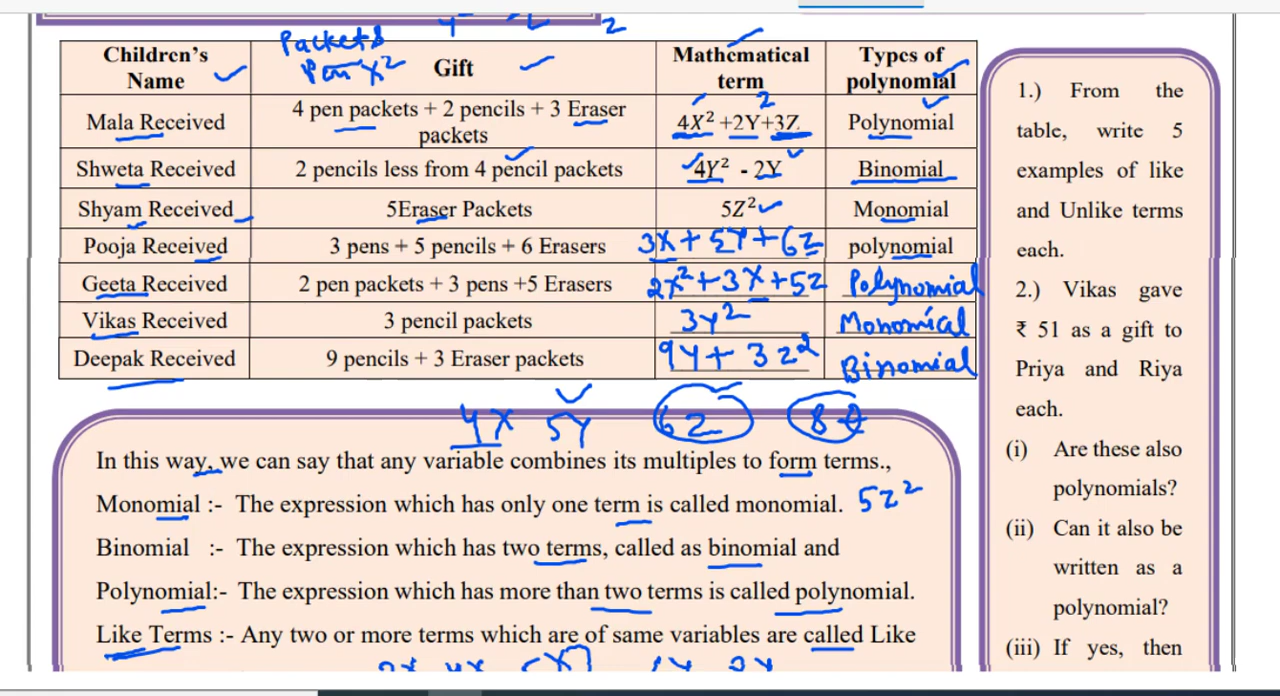 Y 2
Packets
Pen X²
Children's Name
Gift
Mathematical term
Types of polynomial
Mala Received
4 pen packets + 2 pencils + 3 Eraser packets
4X² +2Y+3Z 2
Polynomial
Shweta Received
2 pencils less from 4 pencil packets
4Y² - 2Y
Binomial
Shyam Received
5Eraser Packets
5Z²
Monomial
Pooja Received
3 pens + 5 pencils + 6 Erasers
3X + 5Y + 6Z
polynomial
Geeta Received
2 pen packets + 3 pens +5 Erasers
2x² + 3x + 5z
Polynomial
Vikas Received
3 pencil packets
3y²
Monomial
Deepak Received
9 pencils + 3 Eraser packets
9Y + 3z²
Binomial
4X 5Y 6Z
In this way, we can say that any variable combines its multiples to form terms.,
Monomial :- The expression which has only one term is called monomial. 5z²
Binomial :- The expression which has two terms, called as binomial and
Polynomial:- The expression which has more than two terms is called polynomial.
Like Terms :- Any two or more terms which are of same variables are called Like
1.) From the
table, write 5
examples of like
and Unlike terms
each.
2.) Vikas gave
₹ 51 as a gift to
Priya and Riya
each.
(i) Are these also
polynomials?
(ii) Can it also be
written as a
polynomial?
(iii) If yes, then